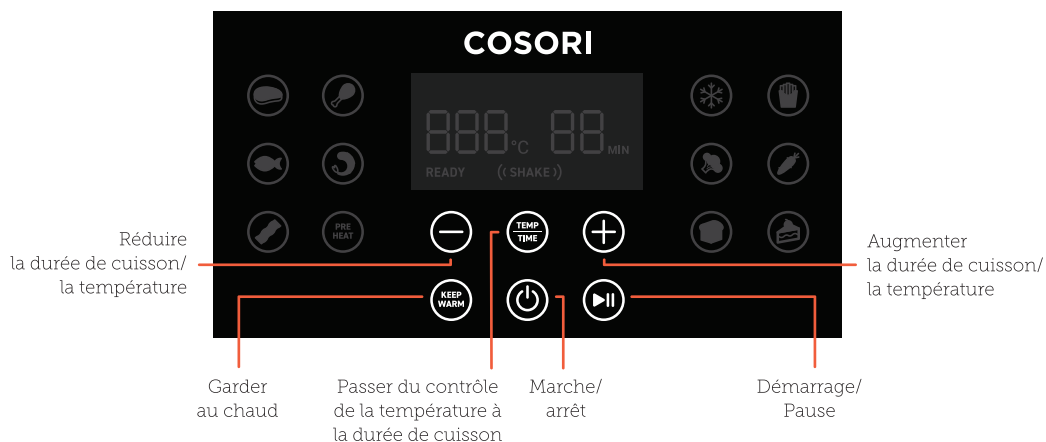 COSORI
888 °C 88 MIN
READY ((SHAKE))
PRE
HEAT
TEMP
TIME
KEEP
WARM
Réduire
la durée de cuisson/
la température
Augmenter
la durée de cuisson/
la température
Garder
au chaud
Passer du contrôle
de la température à
la durée de cuisson
Marche/
arrêt
Démarrage/
Pause